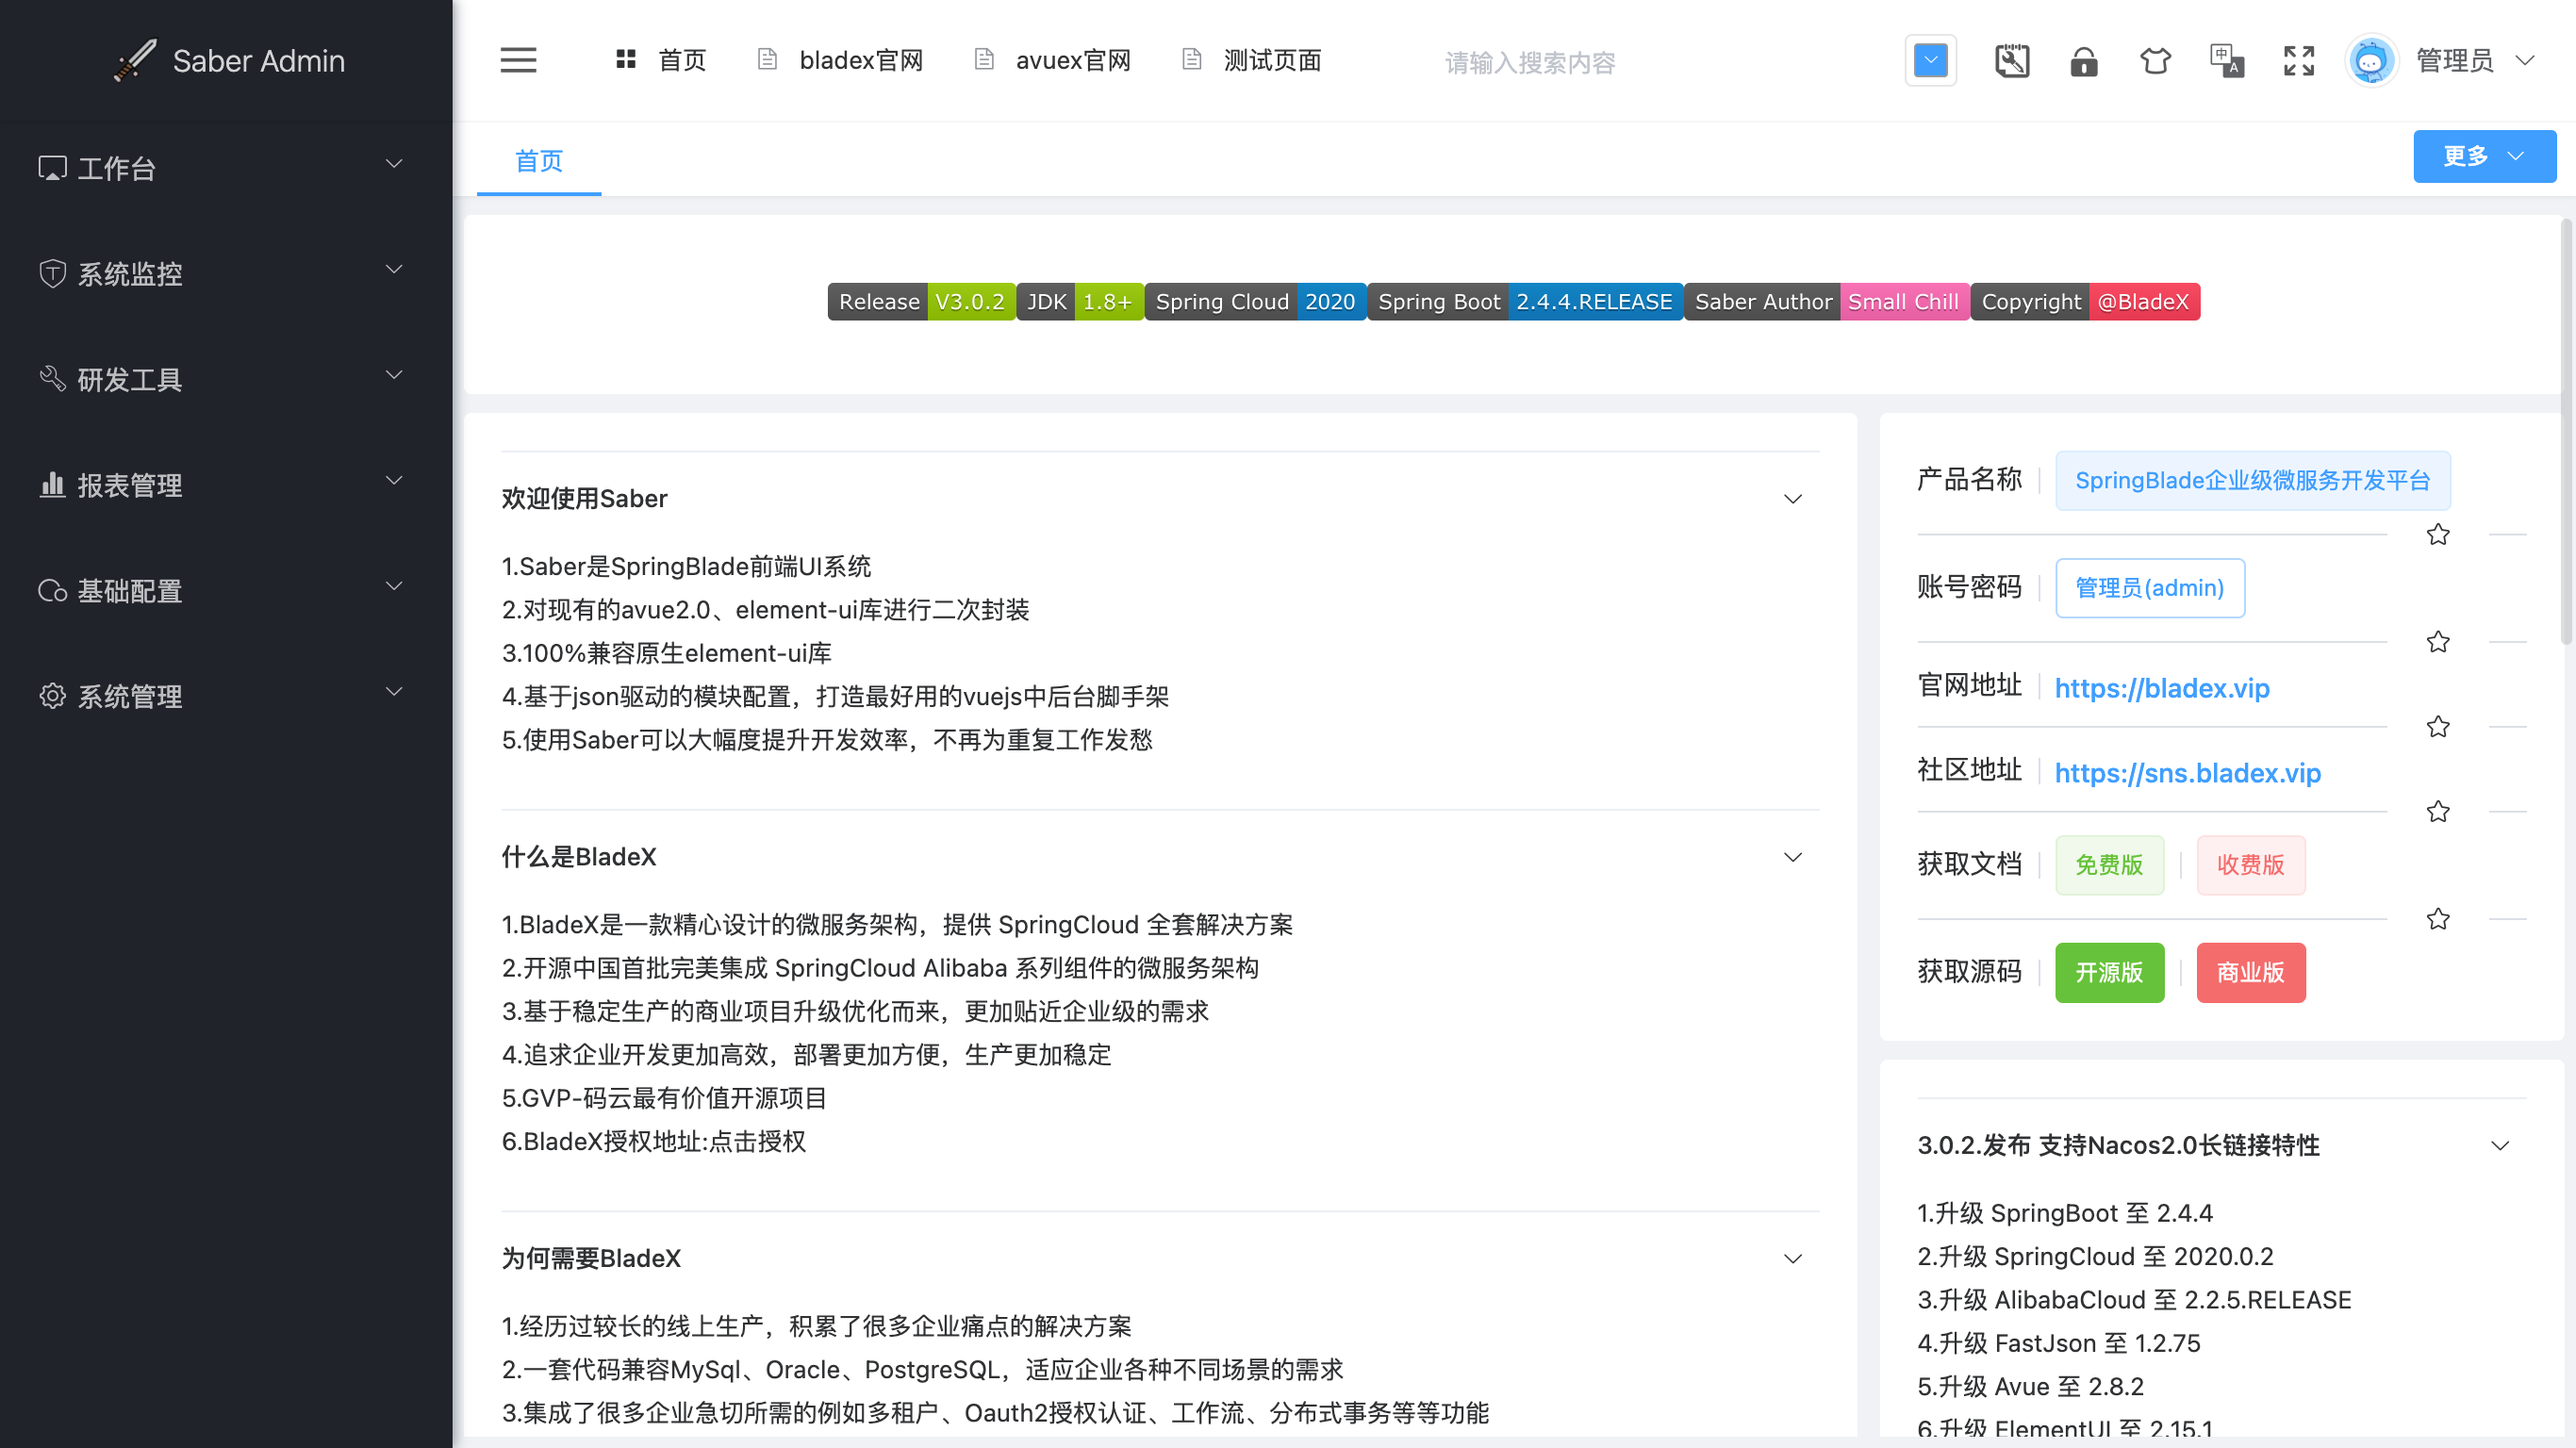 Saber Admin
工作台
系统监控
研发工具
报表管理
基础配置
系统管理
首页 bladex官网 avuex官网 测试页面 请输入搜索内容 中 A 管理员
首页 更多
Release V3.0.2 JDK 1.8+ Spring Cloud 2020 Spring Boot 2.4.4.RELEASE Saber Author Small Chill Copyright @BladeX
欢迎使用Saber
1.Saber是SpringBlade前端UI系统
2.对现有的avue2.0、element-ui库进行二次封装
3.100%兼容原生element-ui库
4.基于json驱动的模块配置，打造最好用的vuejs中后台脚手架
5.使用Saber可以大幅度提升开发效率，不再为重复工作发愁
什么是BladeX
1.BladeX是一款精心设计的微服务架构，提供 SpringCloud 全套解决方案
2.开源中国首批完美集成 SpringCloud Alibaba 系列组件的微服务架构
3.基于稳定生产的商业项目升级优化而来，更加贴近企业级的需求
4.追求企业开发更加高效，部署更加方便，生产更加稳定
5.GVP-码云最有价值开源项目
6.BladeX授权地址:点击授权
为何需要BladeX
1.经历过较长的线上生产，积累了很多企业痛点的解决方案
2.一套代码兼容MySql、Oracle、PostgreSQL，适应企业各种不同场景的需求
3.集成了很多企业急切所需的例如多租户、Oauth2授权认证、工作流、分布式事务等等功能
产品名称 SpringBlade企业级微服务开发平台
账号密码 管理员(admin)
官网地址 https://bladex.vip
社区地址 https://sns.bladex.vip
获取文档 免费版 收费版
获取源码 开源版 商业版
3.0.2.发布 支持Nacos2.0长链接特性
1.升级 SpringBoot 至 2.4.4
2.升级 SpringCloud 至 2020.0.2
3.升级 AlibabaCloud 至 2.2.5.RELEASE
4.升级 FastJson 至 1.2.75
5.升级 Avue 至 2.8.2
6.升级 ElementUI 至 2.15.1